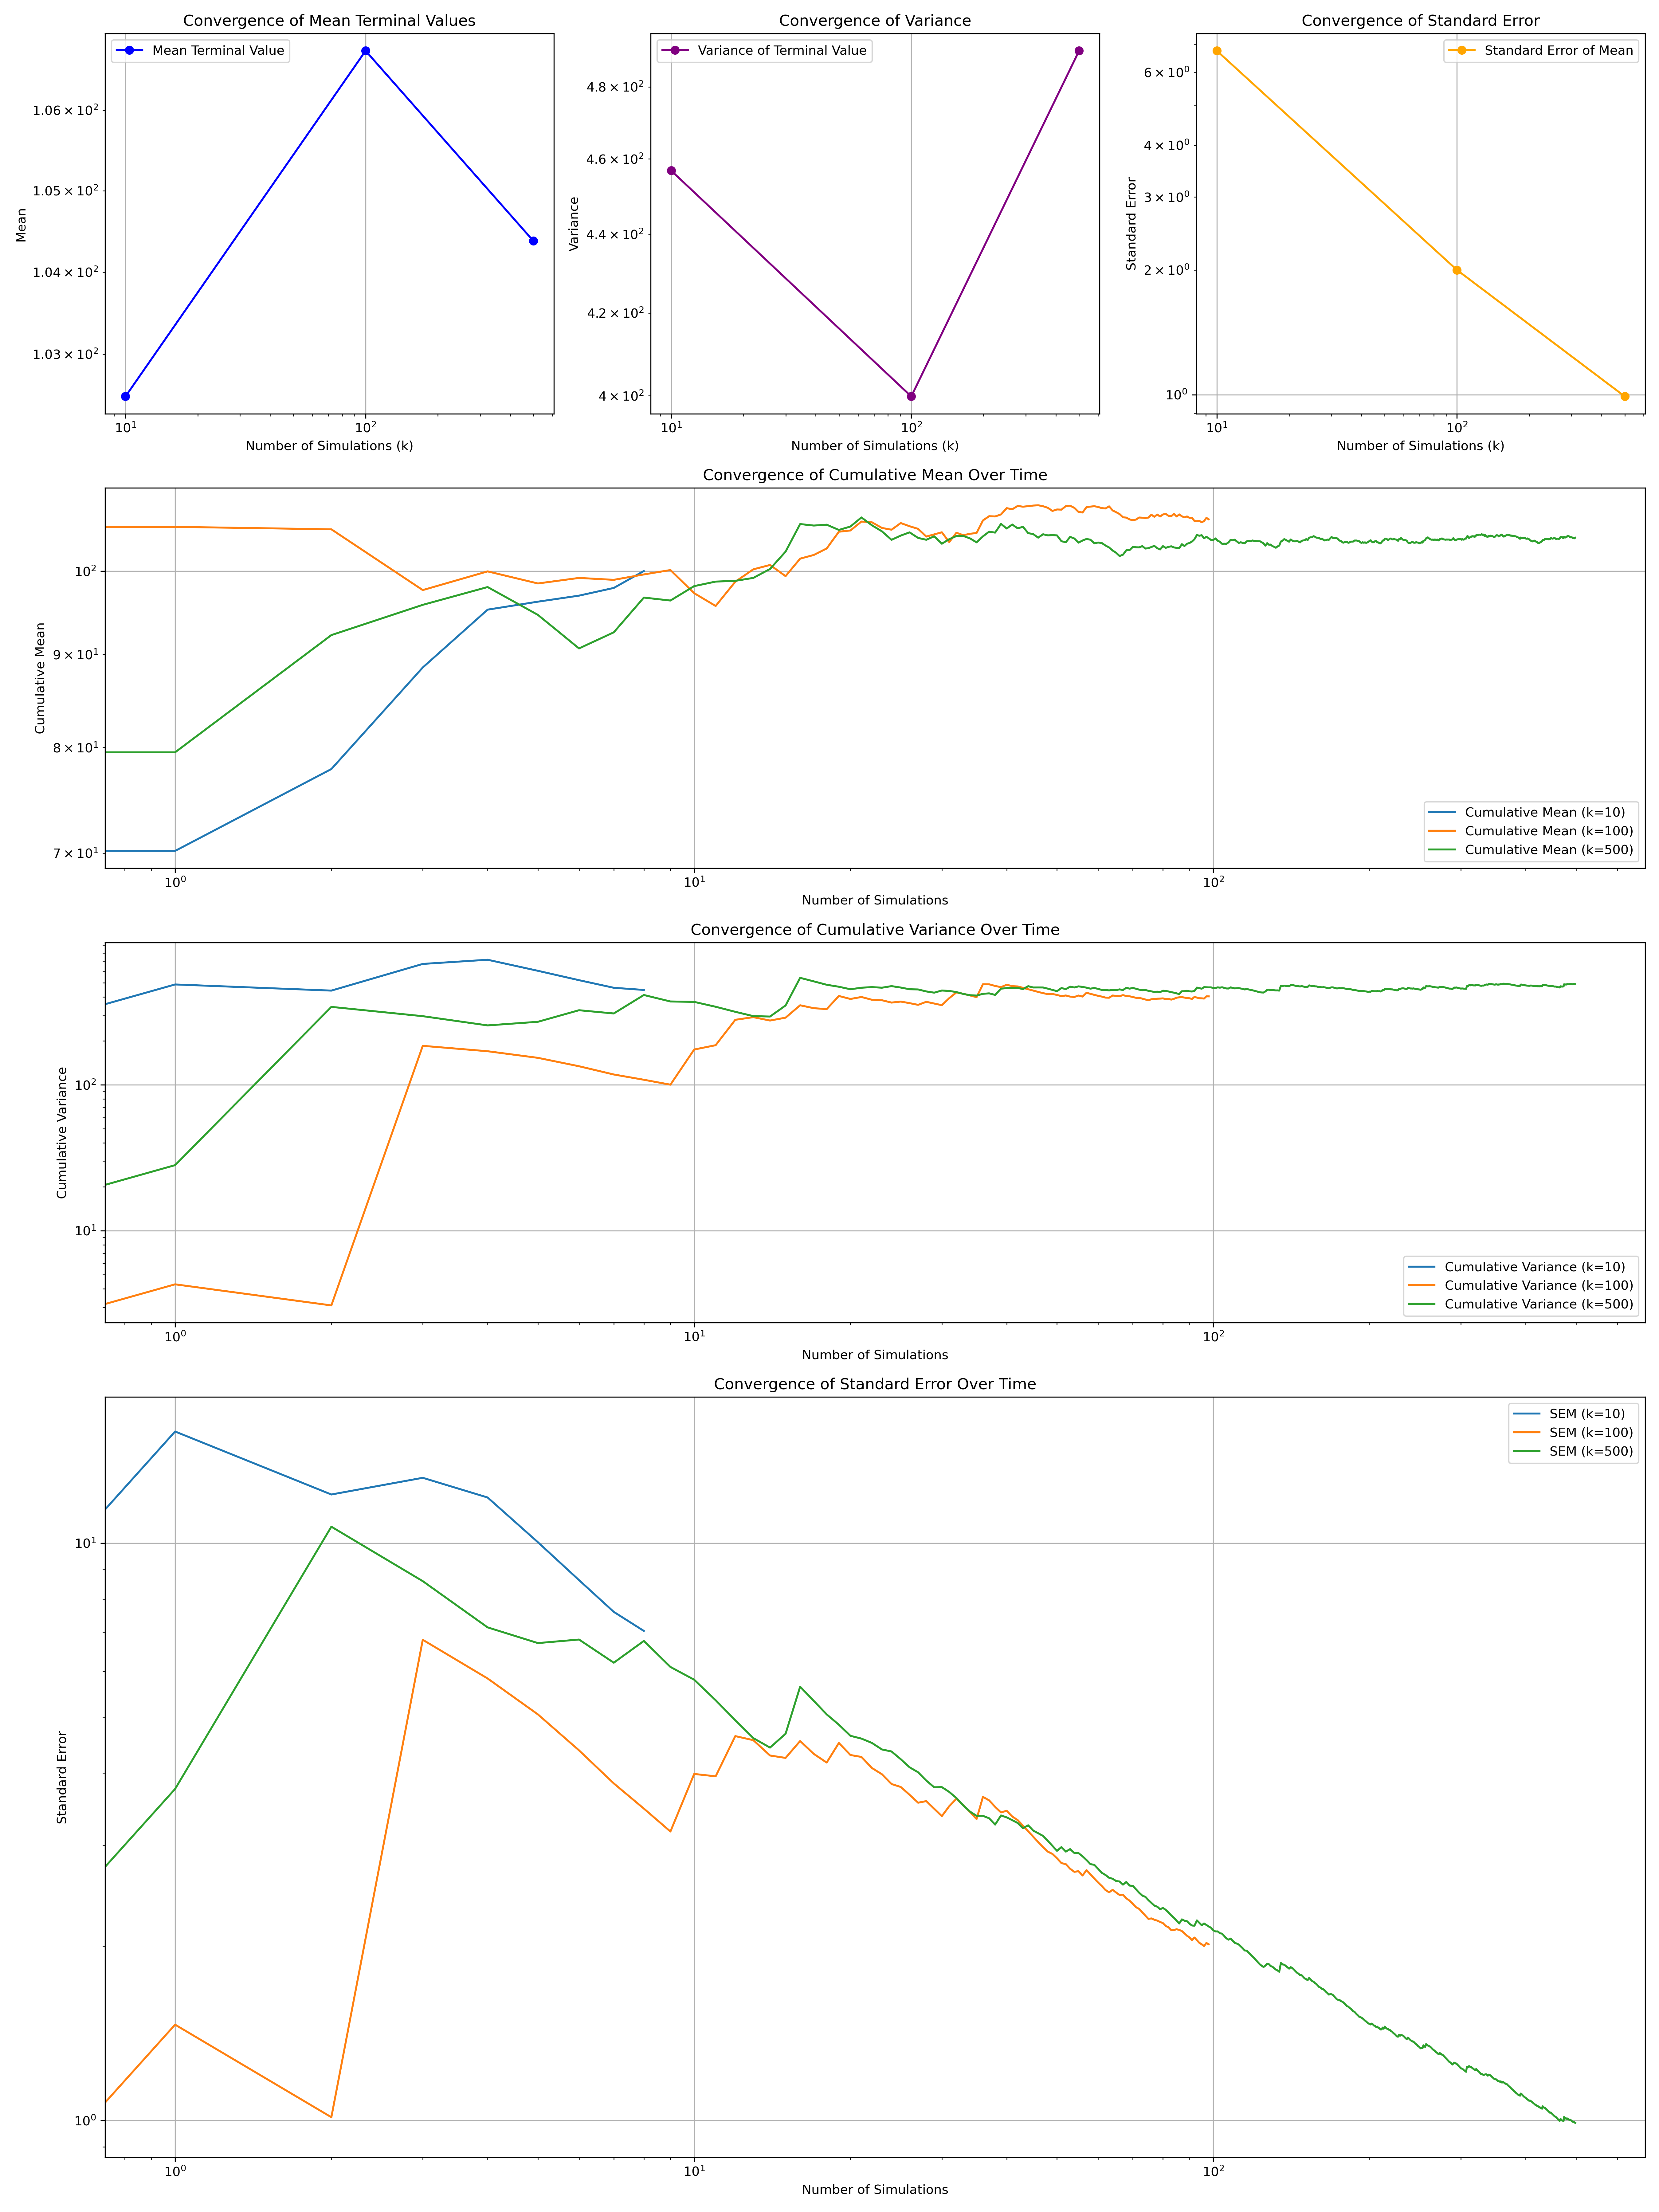 Convergence of Mean Terminal Values
Mean Terminal Value
1.06 × 10²
1.05 × 10²
1.04 × 10²
1.03 × 10²
Mean
10¹ 10²
Number of Simulations (k)
Convergence of Variance
Variance of Terminal Value
4.8 × 10²
4.6 × 10²
4.4 × 10²
4.2 × 10²
4 × 10²
Variance
10¹ 10²
Number of Simulations (k)
Convergence of Standard Error
Standard Error of Mean
6 × 10⁰
4 × 10⁰
3 × 10⁰
2 × 10⁰
10⁰
Standard Error
10¹ 10²
Number of Simulations (k)
Convergence of Cumulative Mean Over Time
10²
9 × 10¹
8 × 10¹
7 × 10¹
Cumulative Mean
Cumulative Mean (k=10)
Cumulative Mean (k=100)
Cumulative Mean (k=500)
10⁰ 10¹ 10²
Number of Simulations
Convergence of Cumulative Variance Over Time
10²
10¹
Cumulative Variance
Cumulative Variance (k=10)
Cumulative Variance (k=100)
Cumulative Variance (k=500)
10⁰ 10¹ 10²
Number of Simulations
Convergence of Standard Error Over Time
SEM (k=10)
SEM (k=100)
SEM (k=500)
10¹
10⁰
Standard Error
10⁰ 10¹ 10²
Number of Simulations